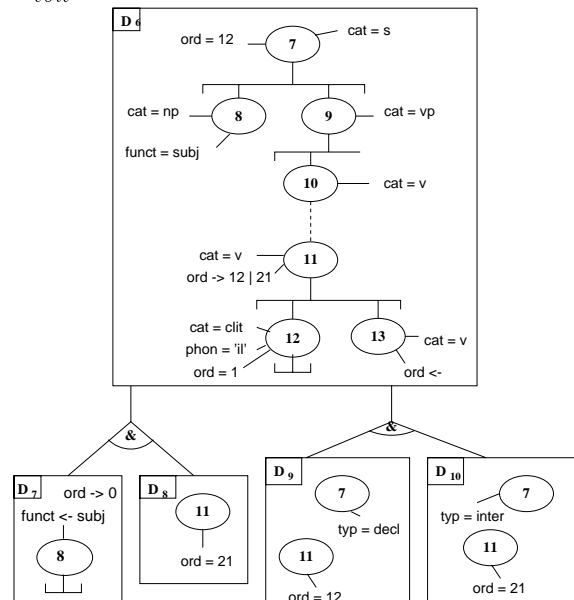 D 6
ord = 12
7
cat = s
cat = np
8
9
cat = vp
funct = subj
10
cat = v
cat = v
11
ord -> 12 | 21
cat = clit
12
13
cat = v
phon = 'il'
ord = 1
ord <-
&
&
D 7
ord -> 0
funct <- subj
8
D 8
11
ord = 21
D 9
7
typ = decl
11
ord = 12
D 10
7
typ = inter
11
ord = 21